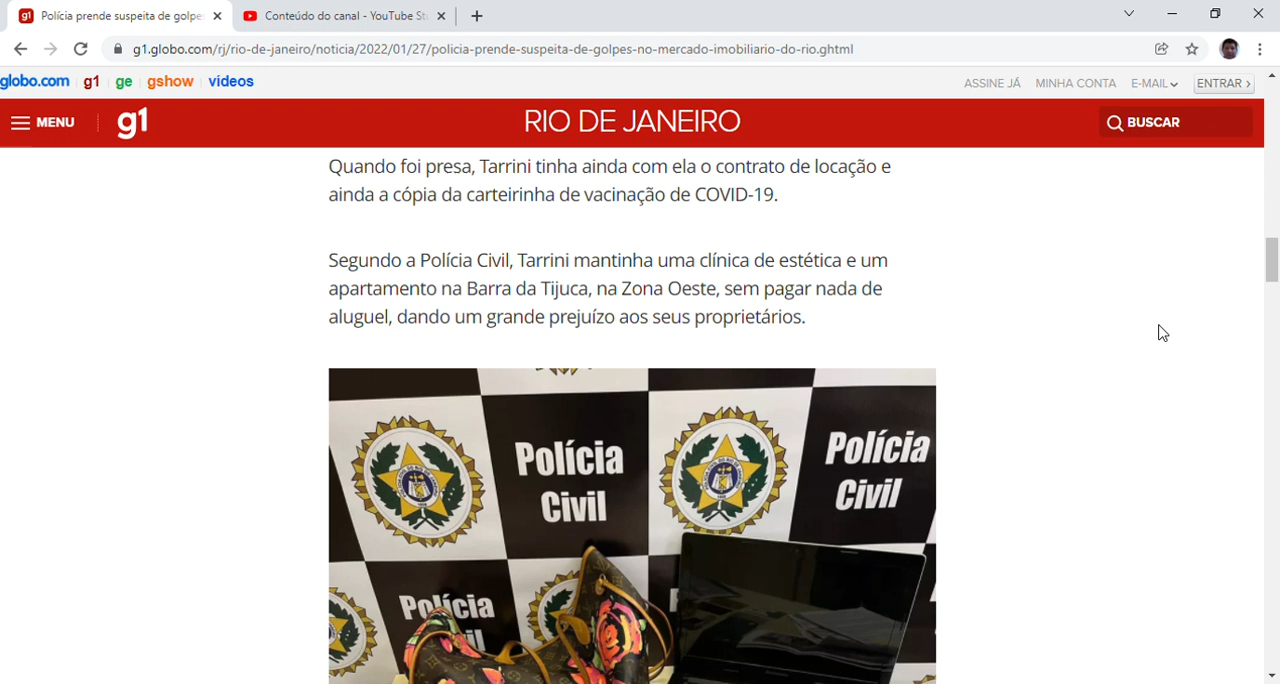 Polícia prende suspeita de golpes
Conteúdo do canal - YouTube St
g1.globo.com/rj/rio-de-janeiro/noticia/2022/01/27/policia-prende-suspeita-de-golpes-no-mercado-imobiliario-do-rio.ghtml
globo.com g1 ge gshow vídeos ASSINE JÁ MINHA CONTA E-MAIL ENTRAR ›
MENU g1 RIO DE JANEIRO BUSCAR
Quando foi presa, Tarrini tinha ainda com ela o contrato de locação e
ainda a cópia da carteirinha de vacinação de COVID-19.
Segundo a Polícia Civil, Tarrini mantinha uma clínica de estética e um
apartamento na Barra da Tijuca, na Zona Oeste, sem pagar nada de
aluguel, dando um grande prejuízo aos seus proprietários.
Polícia
Civil
Polícia
Civil
Polícia